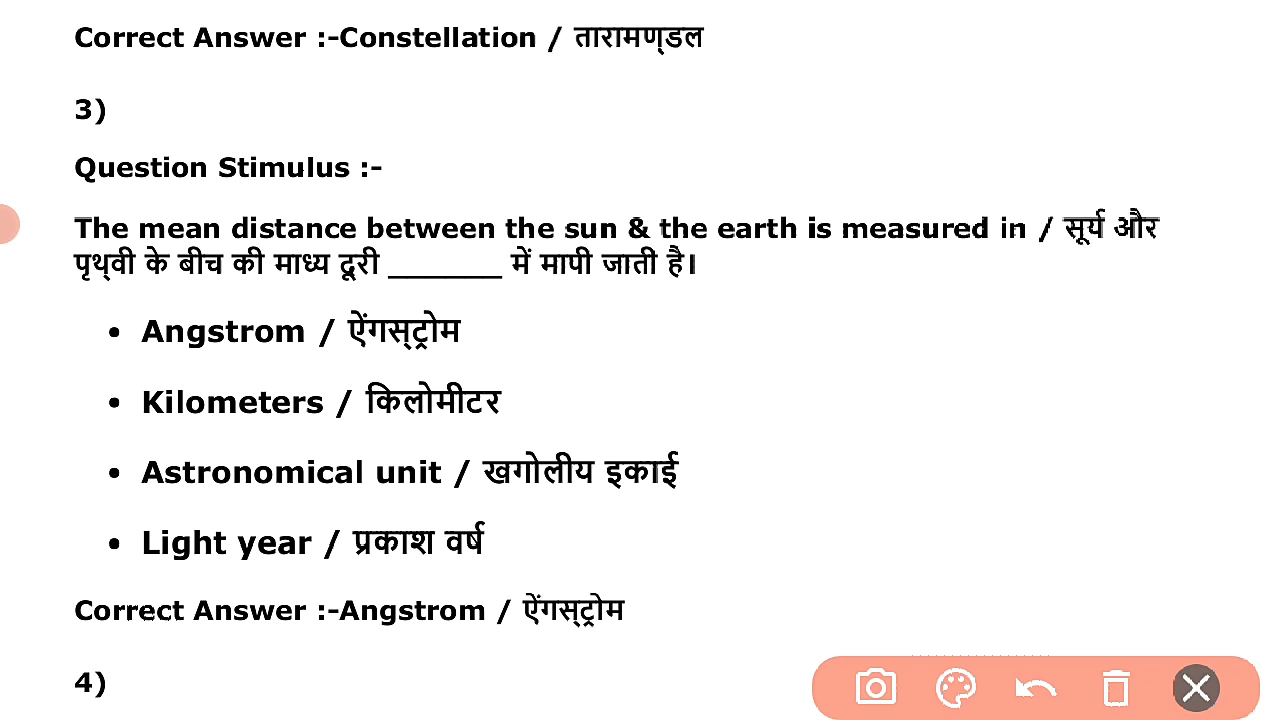 Correct Answer :-Constellation / तारामण्डल
3)
Question Stimulus :-
The mean distance between the sun & the earth is measured in / सूर्य और
पृथ्वी के बीच की माध्य दूरी _______ में मापी जाती है।
• Angstrom / ऐंगस्ट्रोम
• Kilometers / किलोमीटर
• Astronomical unit / खगोलीय इकाई
• Light year / प्रकाश वर्ष
Correct Answer :-Angstrom / ऐंगस्ट्रोम
4)